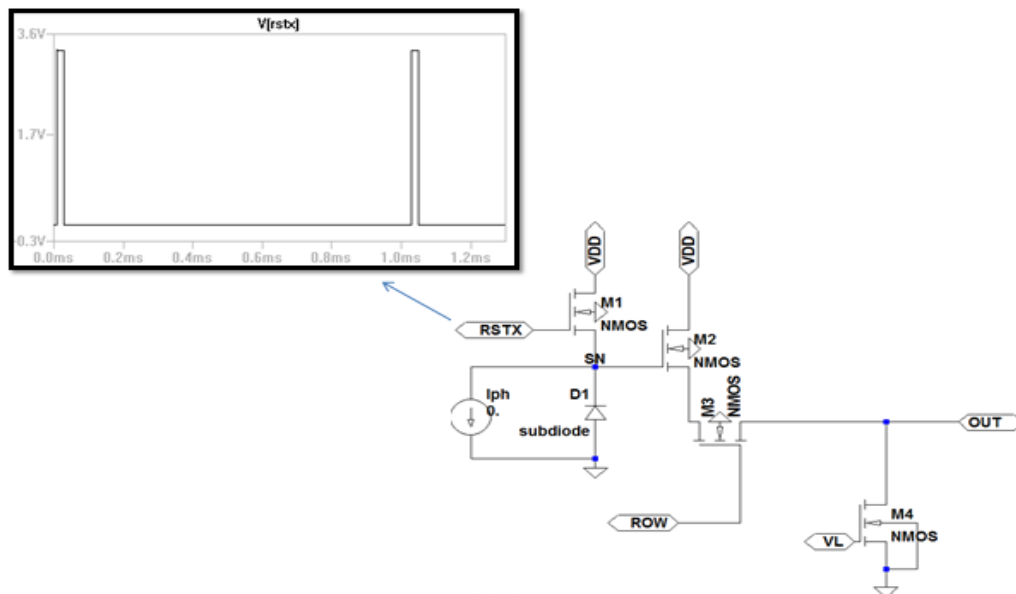 V[rstx]
3.6V
1.7V
-0.3V
0.0ms 0.2ms 0.4ms 0.6ms 0.8ms 1.0ms 1.2ms
VDD
VDD
M1
NMOS
RSTX
M2
NMOS
SN
Iph
0.
D1
subdiode
M3
NMOS
OUT
ROW
M4
NMOS
VL